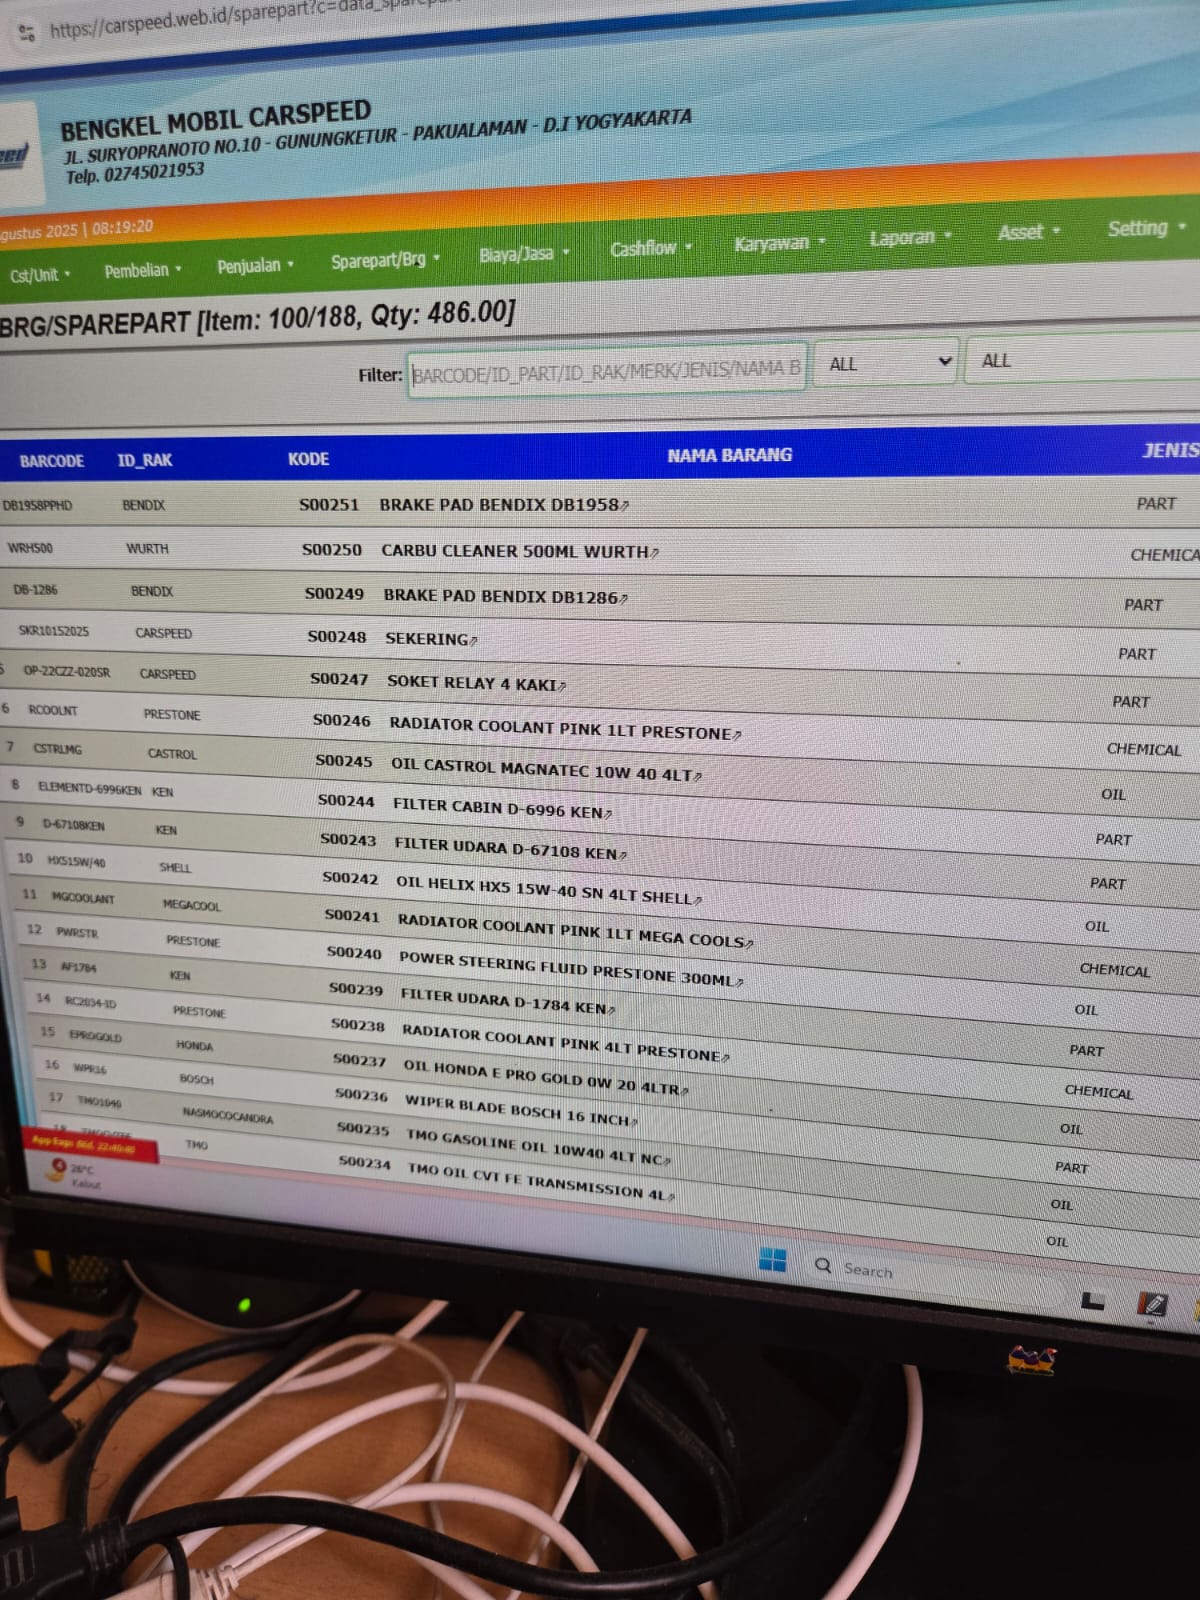 https://carspeed.web.id/sparepart?c=data_sparepa
BENGKEL MOBIL CARSPEED
JL. SURYOPRANOTO NO.10 - GUNUNGKETUR - PAKUALAMAN - D.I YOGYAKARTA
Telp. 02745021953
gustus 2025 | 08:19:20
Cst/Unit Pembelian Penjualan Sparepart/Brg Biaya/Jasa Cashflow Karyawan Laporan Asset Setting
BRG/SPAREPART [Item: 100/188, Qty: 486.00]
Filter: BARCODE/ID_PART/ID_RAK/MERK/JENIS/NAMA B ALL ALL
BARCODE ID_RAK KODE NAMA BARANG JENIS
DB1958PPHD BENDIX S00251 BRAKE PAD BENDIX DB1958 PART
WRH500 WURTH S00250 CARBU CLEANER 500ML WURTH CHEMICA
DB-1286 BENDIX S00249 BRAKE PAD BENDIX DB1286 PART
SKR10152025 CARSPEED S00248 SEKERING PART
5 OP-22CZZ-020SR CARSPEED S00247 SOKET RELAY 4 KAKI PART
6 RCOOLNT PRESTONE S00246 RADIATOR COOLANT PINK 1LT PRESTONE CHEMICAL
7 CSTRLMG CASTROL S00245 OIL CASTROL MAGNATEC 10W 40 4LT OIL
8 ELEMENTD-6996KEN KEN S00244 FILTER CABIN D-6996 KEN PART
9 D-67108KEN KEN S00243 FILTER UDARA D-67108 KEN PART
10 HX515W/40 SHELL S00242 OIL HELIX HX5 15W-40 SN 4LT SHELL OIL
11 MGCOOLANT MEGACOOL S00241 RADIATOR COOLANT PINK 1LT MEGA COOLS CHEMICAL
12 PWRSTR PRESTONE S00240 POWER STEERING FLUID PRESTONE 300ML OIL
13 AF1784 KEN S00239 FILTER UDARA D-1784 KEN PART
14 RC2034-ID PRESTONE S00238 RADIATOR COOLANT PINK 4LT PRESTONE CHEMICAL
15 EPROGOLD HONDA S00237 OIL HONDA E PRO GOLD 0W 20 4LTR OIL
16 WPR16 BOSCH S00236 WIPER BLADE BOSCH 16 INCH PART
17 TMO1040 NASMOCOCANDRA S00235 TMO GASOLINE OIL 10W40 4LT NC OIL
18 TMO S00234 TMO OIL CVT FE TRANSMISSION 4L OIL
26°C
Kabut
Search